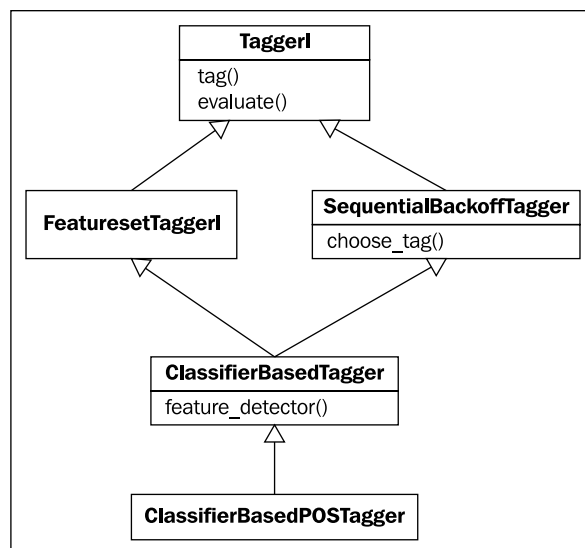 TaggerI
tag()
evaluate()
FeaturesetTaggerI
SequentialBackoffTagger
choose_tag()
ClassifierBasedTagger
feature_detector()
ClassifierBasedPOSTagger